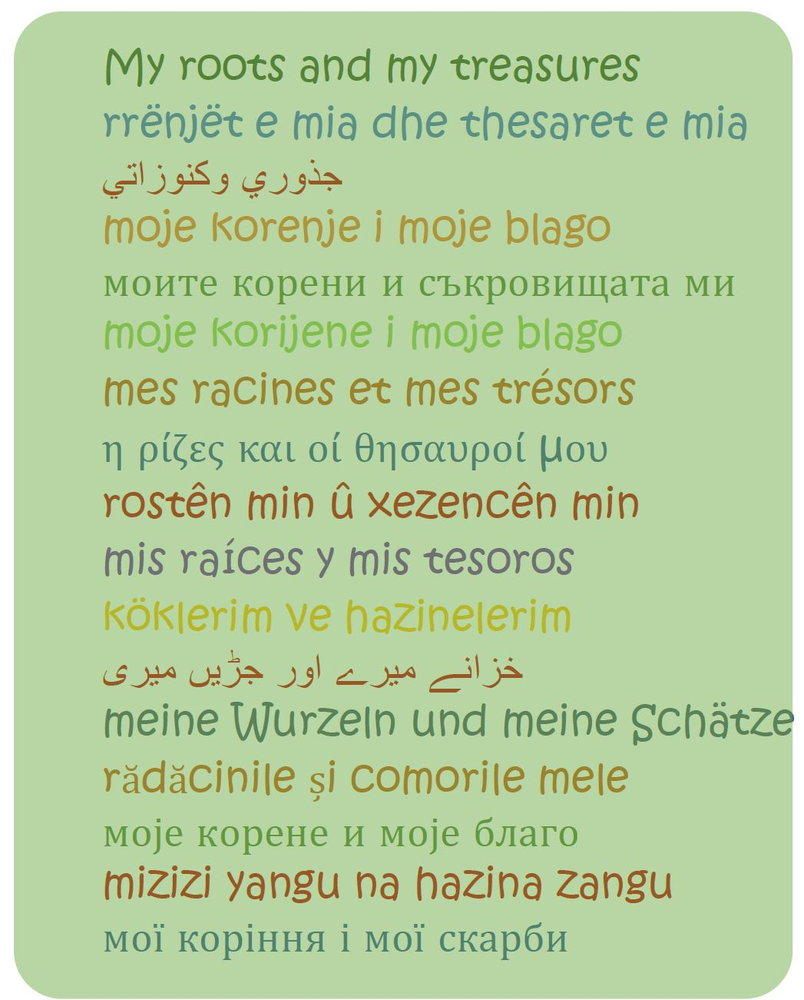 My roots and my treasures
rrënjët e mia dhe thesaret e mia
جذوري وكنوزاتي
moje korenje i moje blago
моите корени и съкровищата ми
moje korijene i moje blago
mes racines et mes trésors
η ρίζες και οί θησαυροί μου
rostên min û xezencên min
mis raíces y mis tesoros
köklerim ve hazinelerim
خزانے میرے اور جڑیں میری
meine Wurzeln und meine Schätze
rădăcinile și comorile mele
моје корене и моје благо
mizizi yangu na hazina zangu
мої коріння і мої скарби